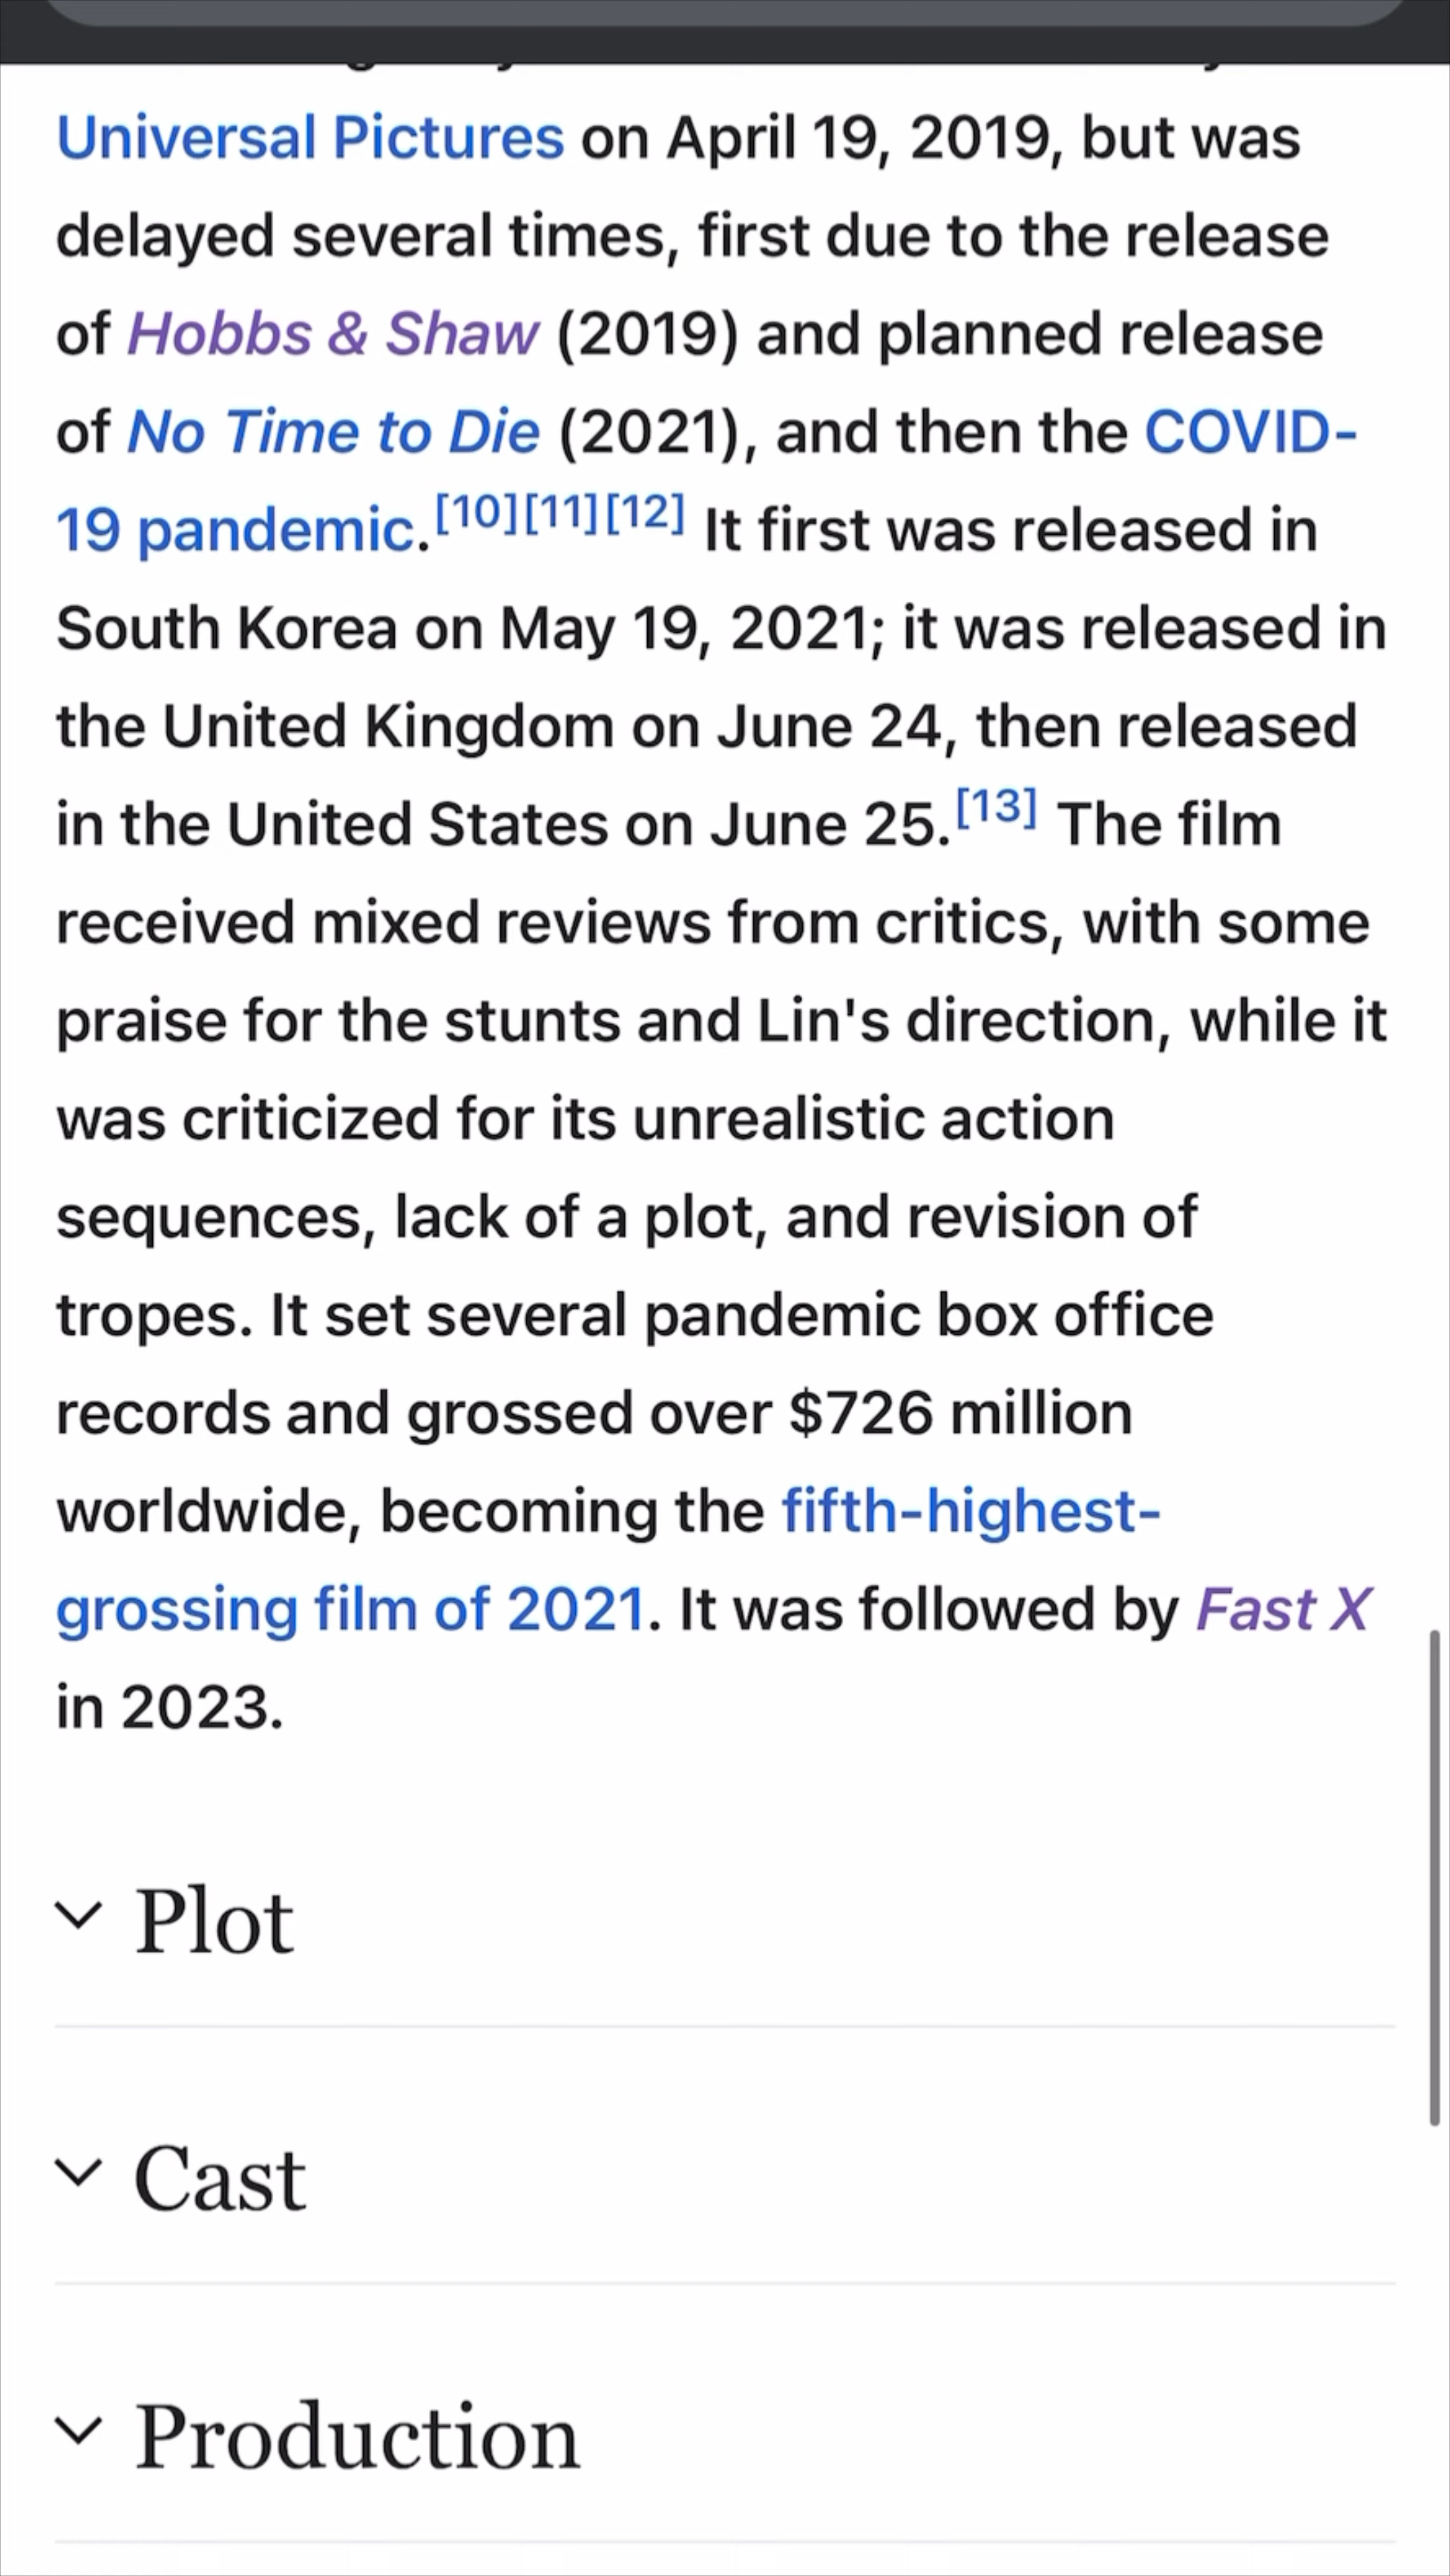 Universal Pictures on April 19, 2019, but was
delayed several times, first due to the release
of Hobbs & Shaw (2019) and planned release
of No Time to Die (2021), and then the COVID-
19 pandemic.[10][11][12] It first was released in
South Korea on May 19, 2021; it was released in
the United Kingdom on June 24, then released
in the United States on June 25.[13] The film
received mixed reviews from critics, with some
praise for the stunts and Lin's direction, while it
was criticized for its unrealistic action
sequences, lack of a plot, and revision of
tropes. It set several pandemic box office
records and grossed over $726 million
worldwide, becoming the fifth-highest-
grossing film of 2021. It was followed by Fast X
in 2023.
Plot
Cast
Production